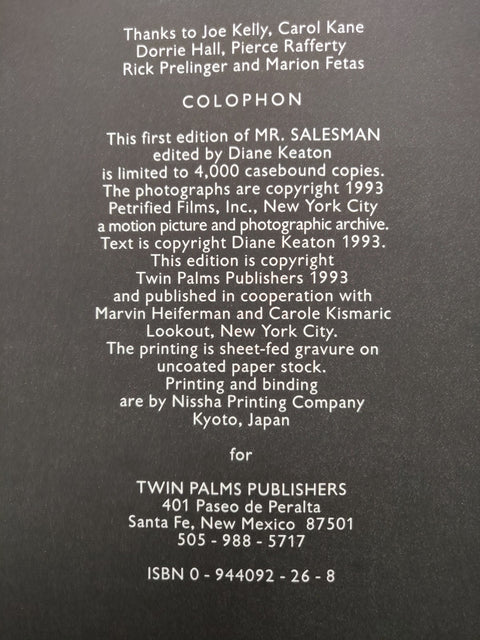 Thanks to Joe Kelly, Carol Kane
Dorrie Hall, Pierce Rafferty
Rick Prelinger and Marion Fetas
COLOPHON
This first edition of MR. SALESMAN
edited by Diane Keaton
is limited to 4,000 casebound copies.
The photographs are copyright 1993
Petrified Films, Inc., New York City
a motion picture and photographic archive.
Text is copyright Diane Keaton 1993.
This edition is copyright
Twin Palms Publishers 1993
and published in cooperation with
Marvin Heiferman and Carole Kismaric
Lookout, New York City.
The printing is sheet-fed gravure on
uncoated paper stock.
Printing and binding
are by Nissha Printing Company
Kyoto, Japan
for
TWIN PALMS PUBLISHERS
401 Paseo de Peralta
Santa Fe, New Mexico 87501
505 - 988 - 5717
ISBN 0 - 944092 - 26 - 8